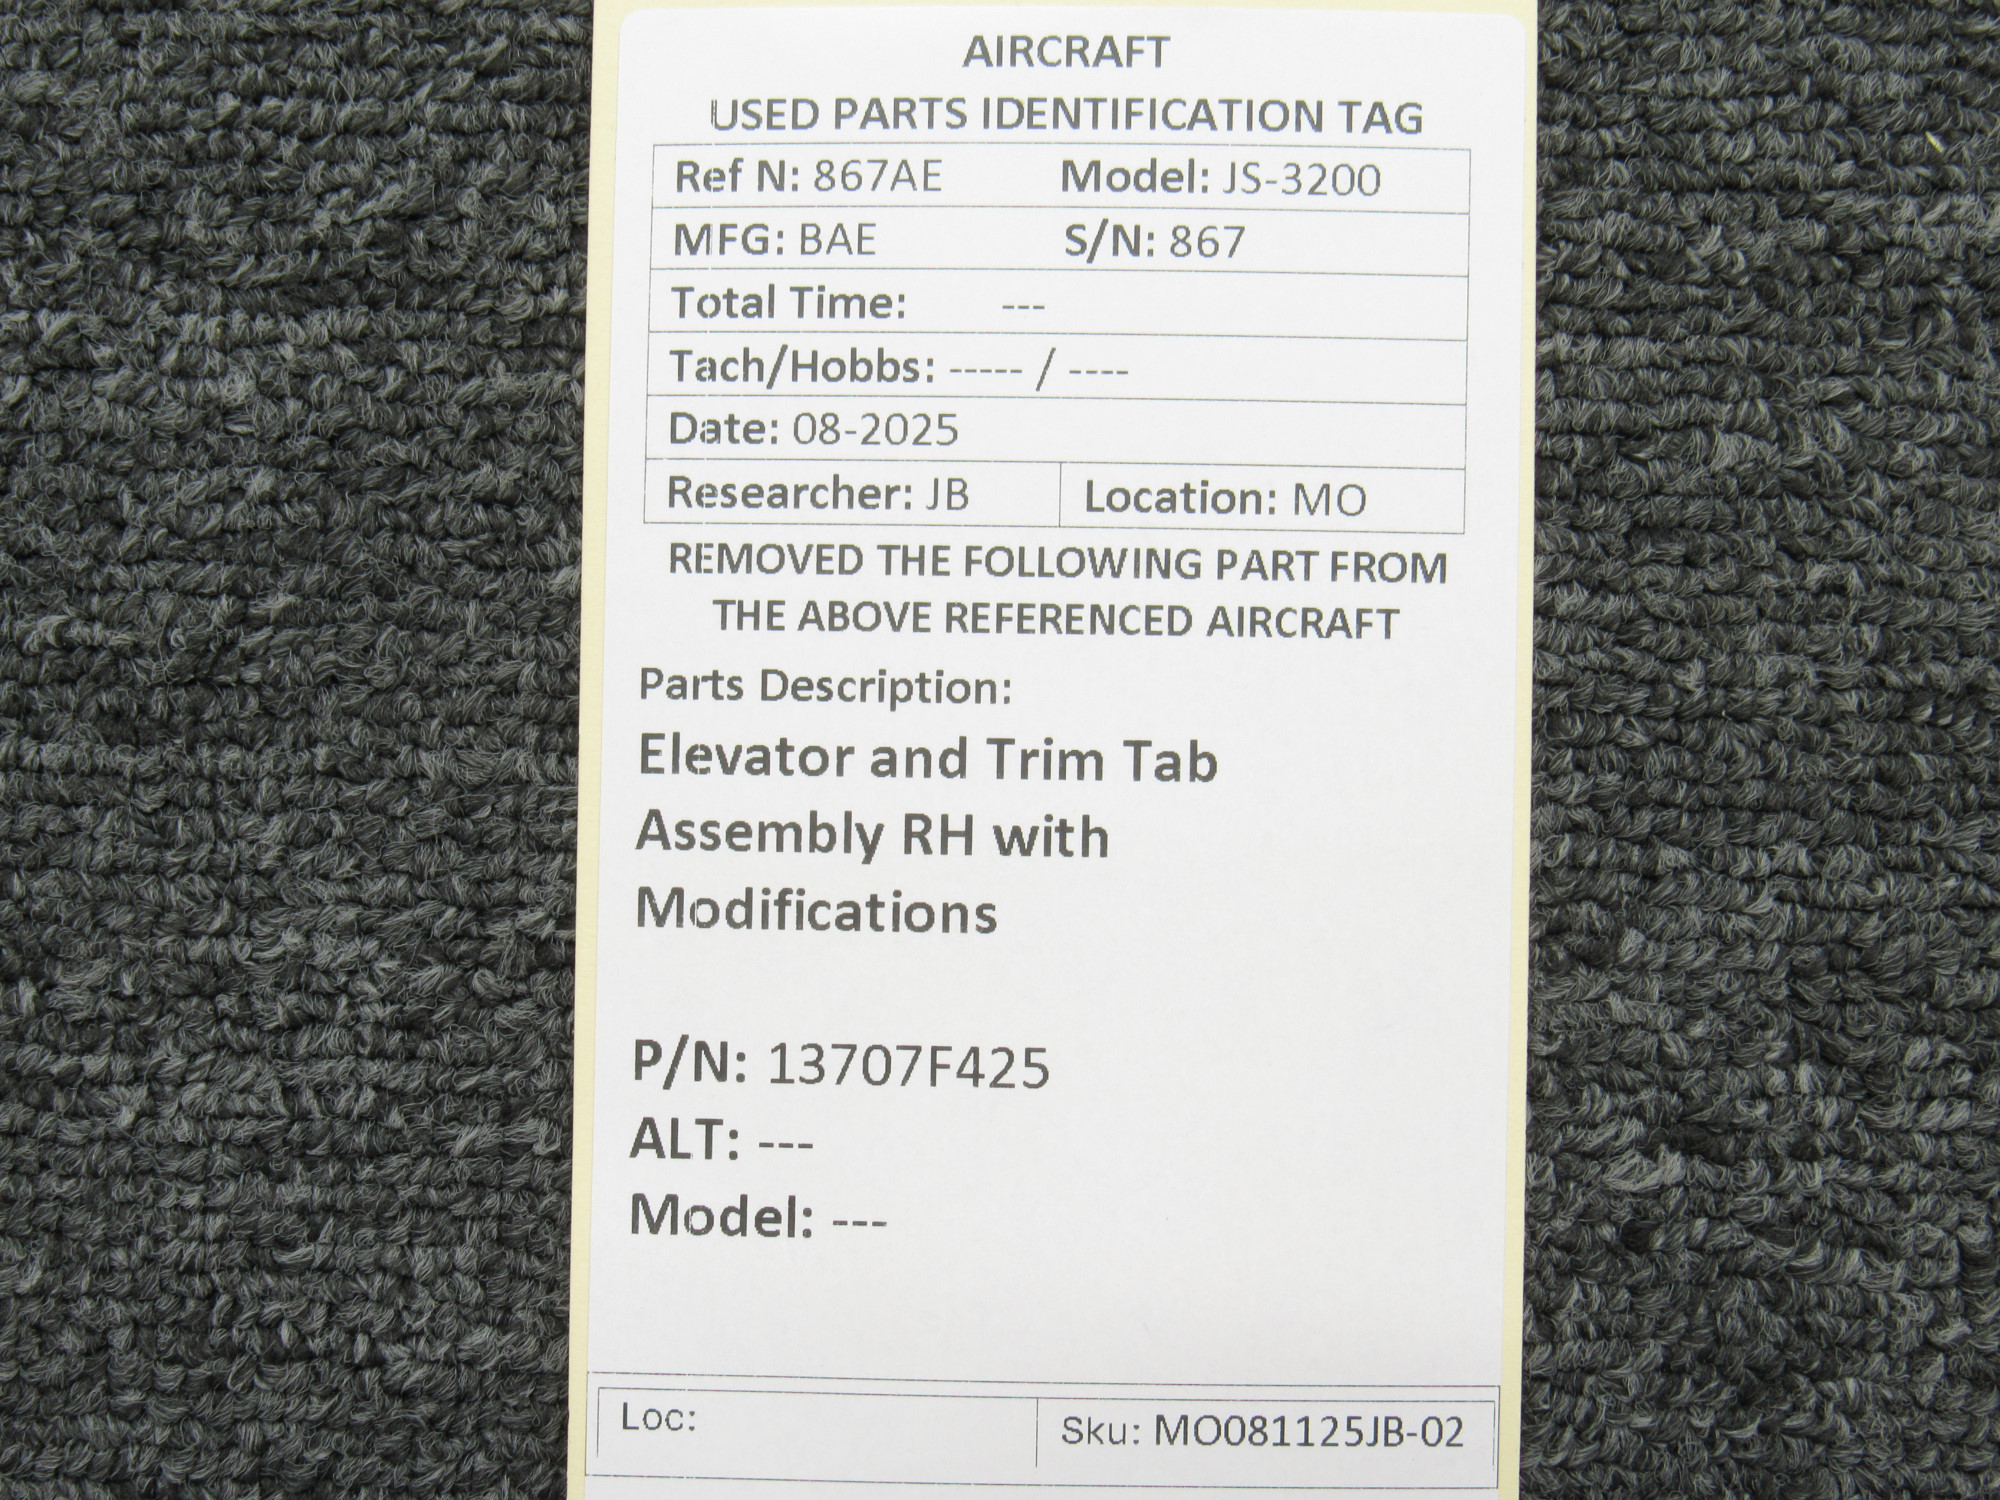 AIRCRAFT
USED PARTS IDENTIFICATION TAG
Ref N: 867AE Model: JS-3200
MFG: BAE S/N: 867
Total Time: ---
Tach/Hobbs: ----- / ----
Date: 08-2025
Researcher: JB Location: MO
REMOVED THE FOLLOWING PART FROM
THE ABOVE REFERENCED AIRCRAFT
Parts Description:
Elevator and Trim Tab
Assembly RH with
Modifications
P/N: 13707F425
ALT: ---
Model: ---
Loc: Sku: MO081125JB-02